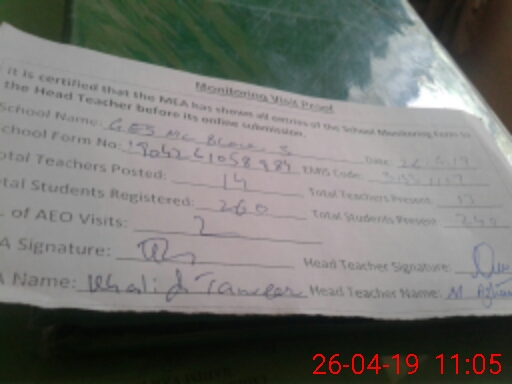 Monitoring Visit Proof
it is certified that the MEA has shown all entries of the School Monitoring Form to
the Head Teacher before its online submission.
School Name: GES MC Block Date:
School Form No: EMIS Code:
Total Teachers Posted: 14 Total Teachers Present: 13
Total Students Registered: 260 Total Students Present: 240
. of AEO Visits: 2
A Signature: Head Teacher Signature:
A Name: Khalid Tanveer Head Teacher Name: M
26-04-19 11:05